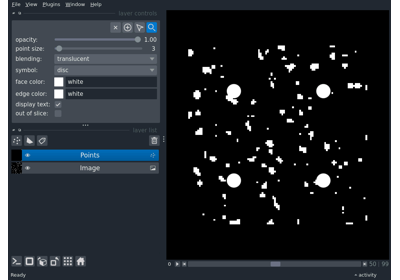 File View Plugins Window Help
layer controls
opacity: 1.00
point size: 3
blending: translucent
symbol: disc
face color: white
edge color: white
display text:
out of slice:
layer list
Points
Image
50 99
Ready
activity